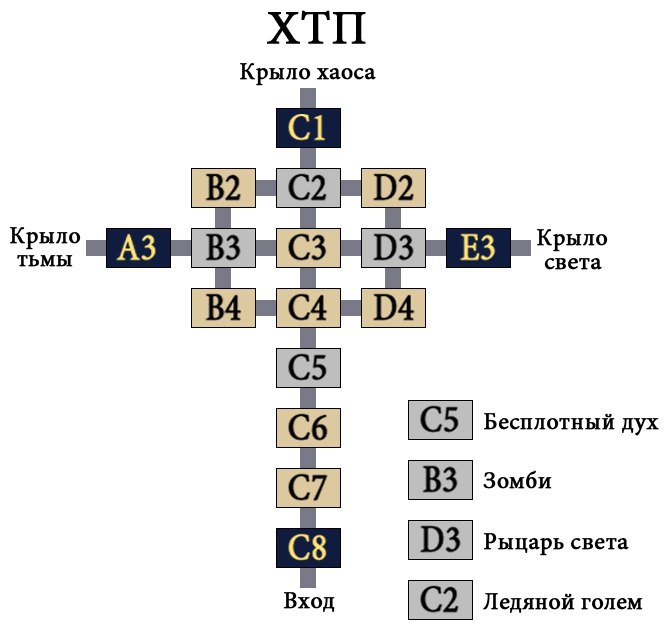 ХТП
Крыло хаоса
C1
B2 C2 D2
Крыло
тьмы
A3 B3 C3 D3 E3
Крыло
света
B4 C4 D4
C5
C6
C7
C8
Вход
C5 Бесплотный дух
B3 Зомби
D3 Рыцарь света
C2 Ледяной голем